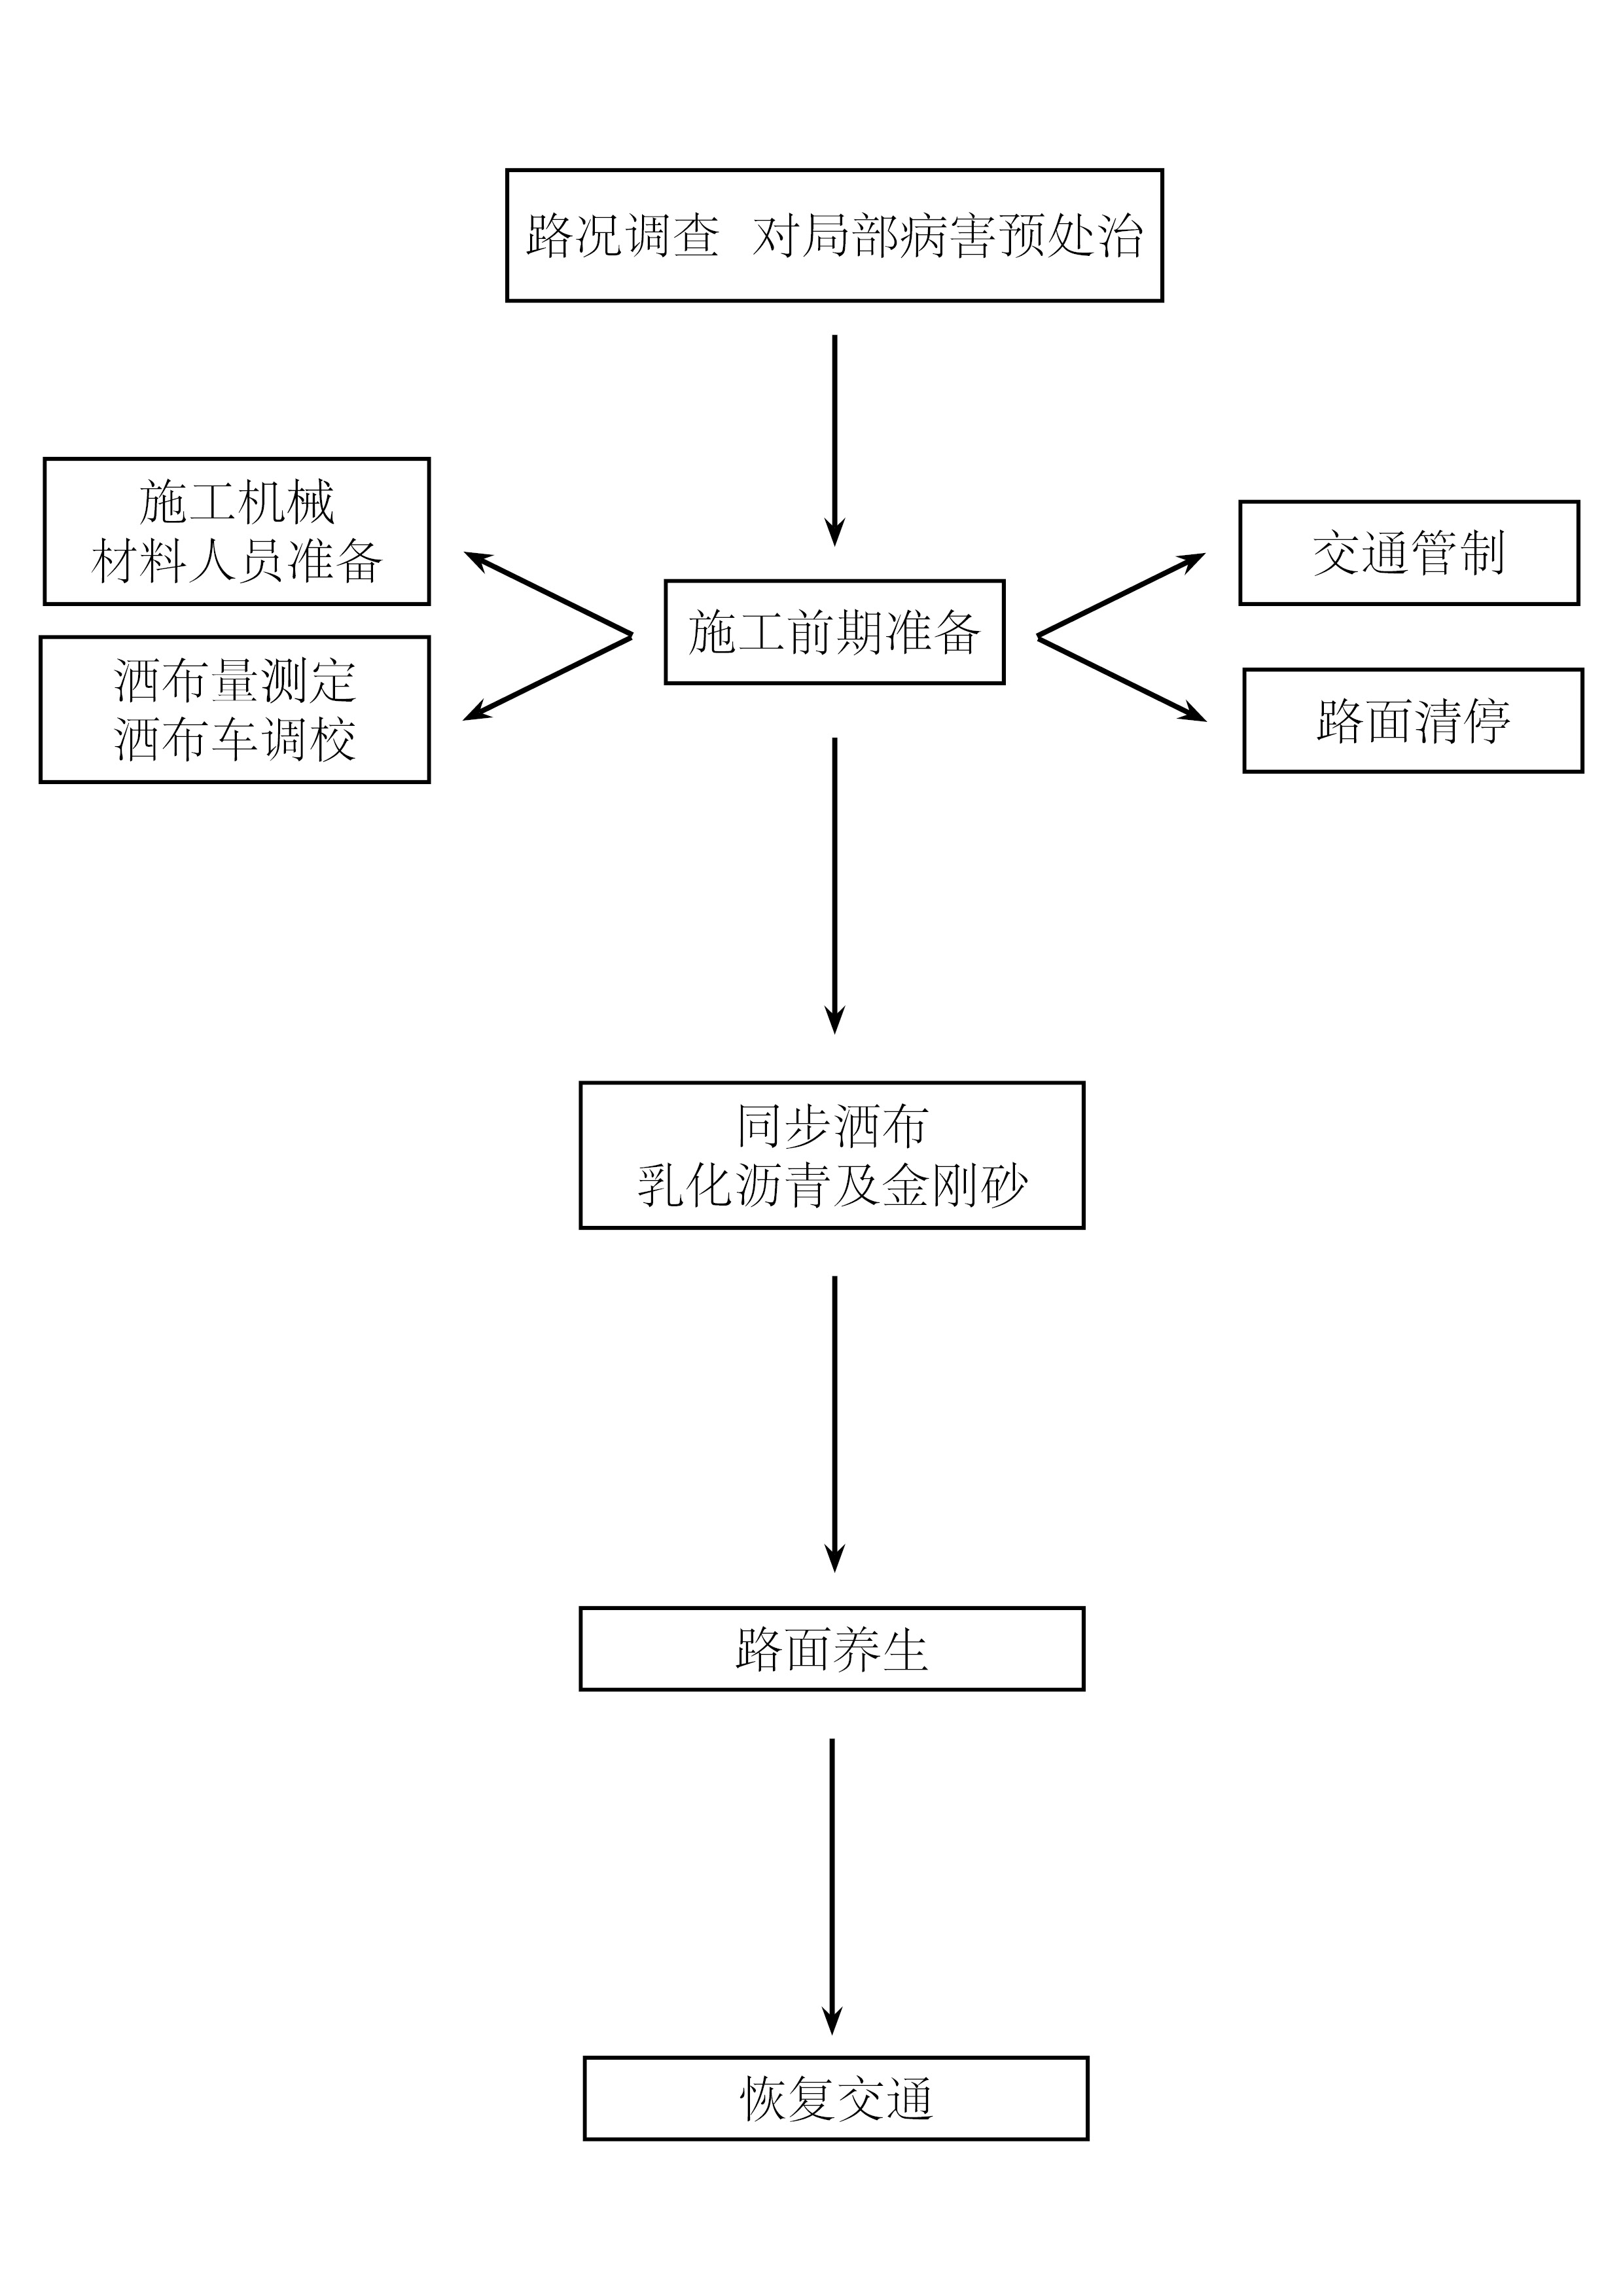 路况调查 对局部病害预处治
施工机械
材料人员准备
交通管制
施工前期准备
洒布量测定
洒布车调校
路面清停
同步洒布
乳化沥青及金刚砂
路面养生
恢复交通